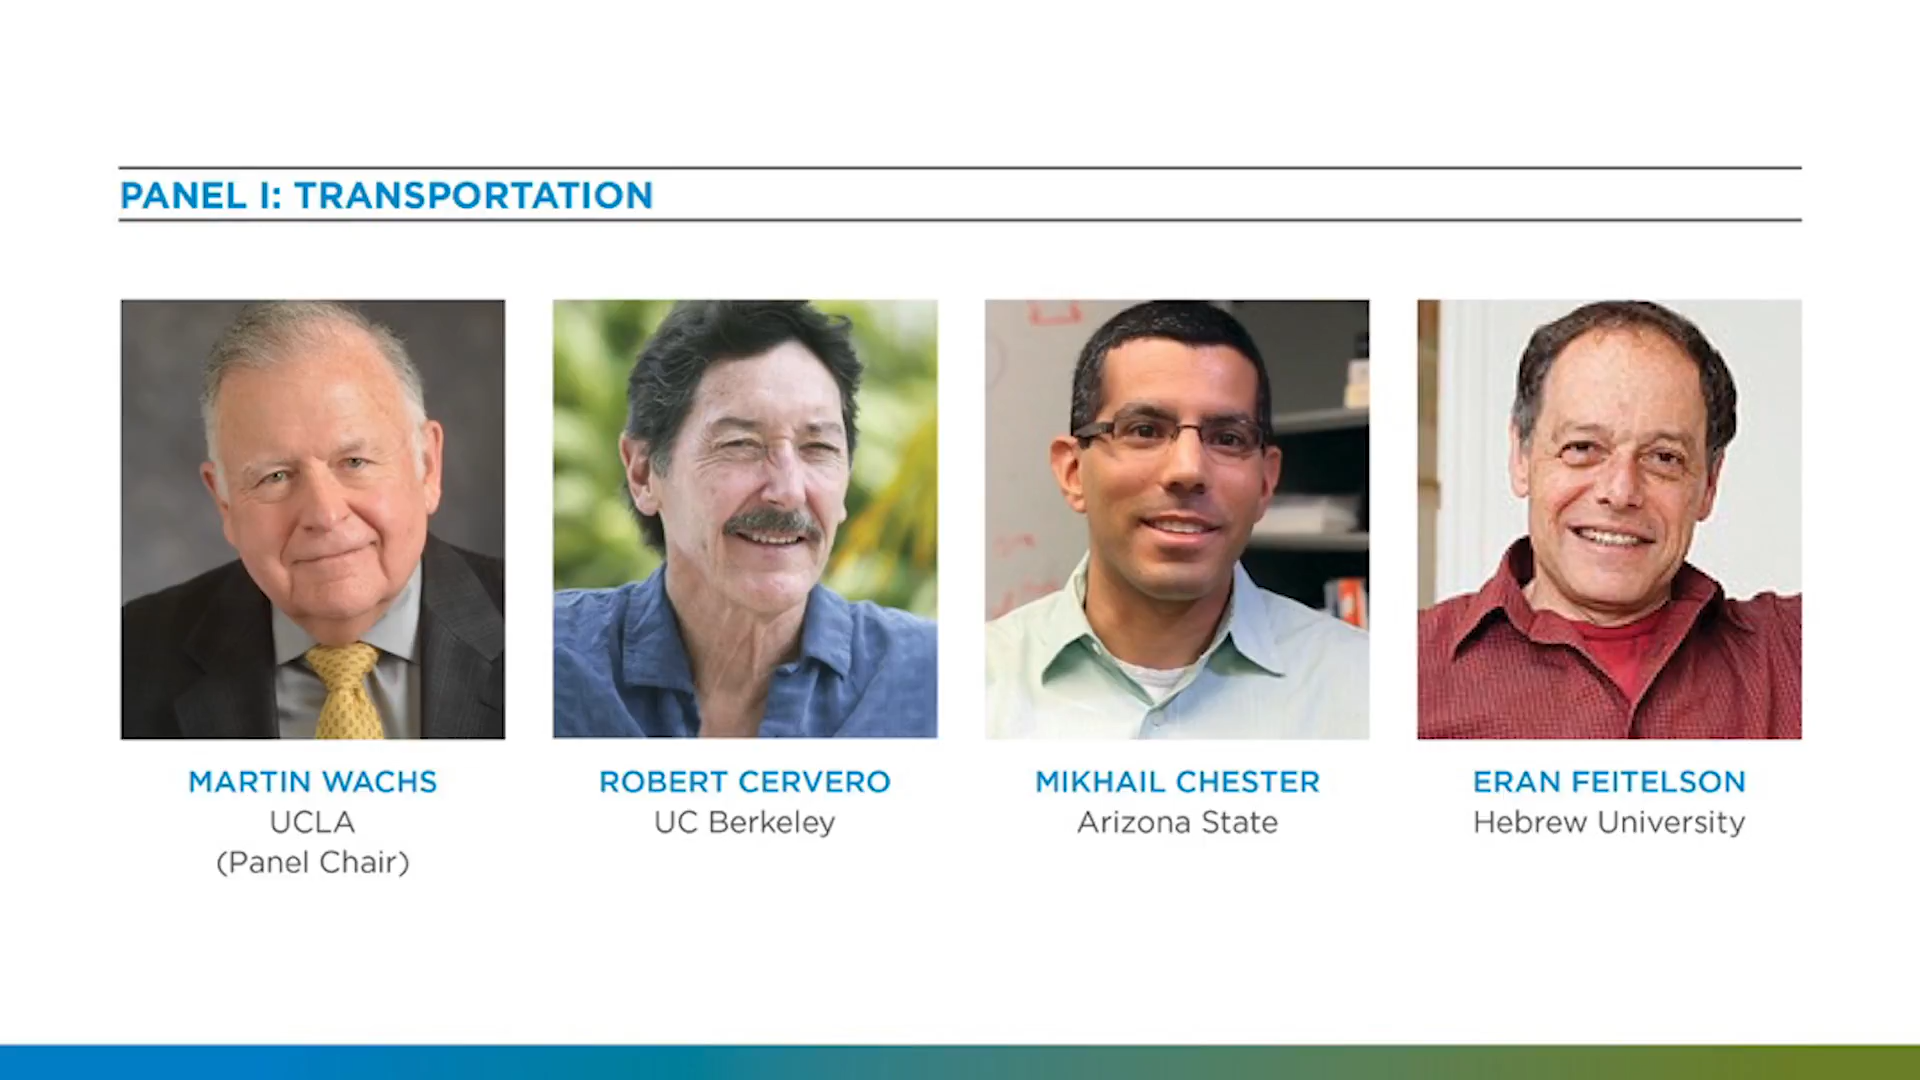 PANEL I: TRANSPORTATION
MARTIN WACHS
UCLA
(Panel Chair)
ROBERT CERVERO
UC Berkeley
MIKHAIL CHESTER
Arizona State
ERAN FEITELSON
Hebrew University